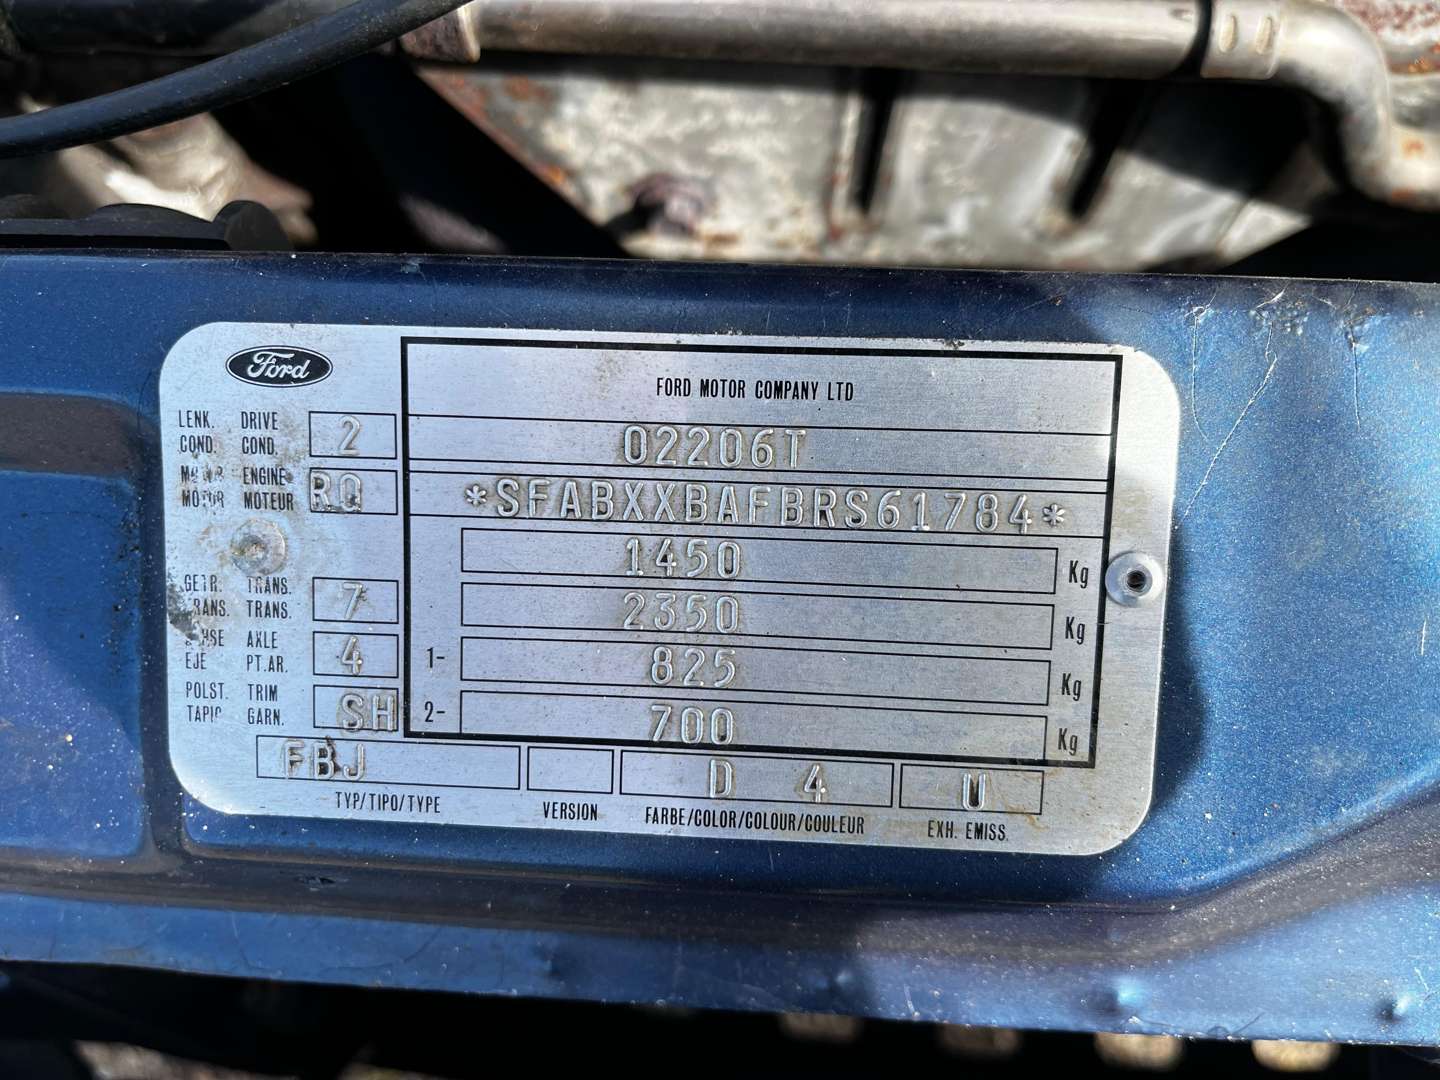 Ford
FORD MOTOR COMPANY LTD
LENK. DRIVE
COND. COND. 2
02206T
ENGINE
MOTOR MOTEUR RQ
*SFABXXBAFBRS61784*
1450 Kg
GETR. TRANS.
TRANS. 7
2350 Kg
AXLE
EJE PT.AR. 4
1- 825 Kg
POLST. TRIM
TAPIC GARN. SH
2- 700 Kg
FBJ D 4 U
TYP/TIPO/TYPE VERSION FARBE/COLOR/COLOUR/COULEUR EXH. EMISS.